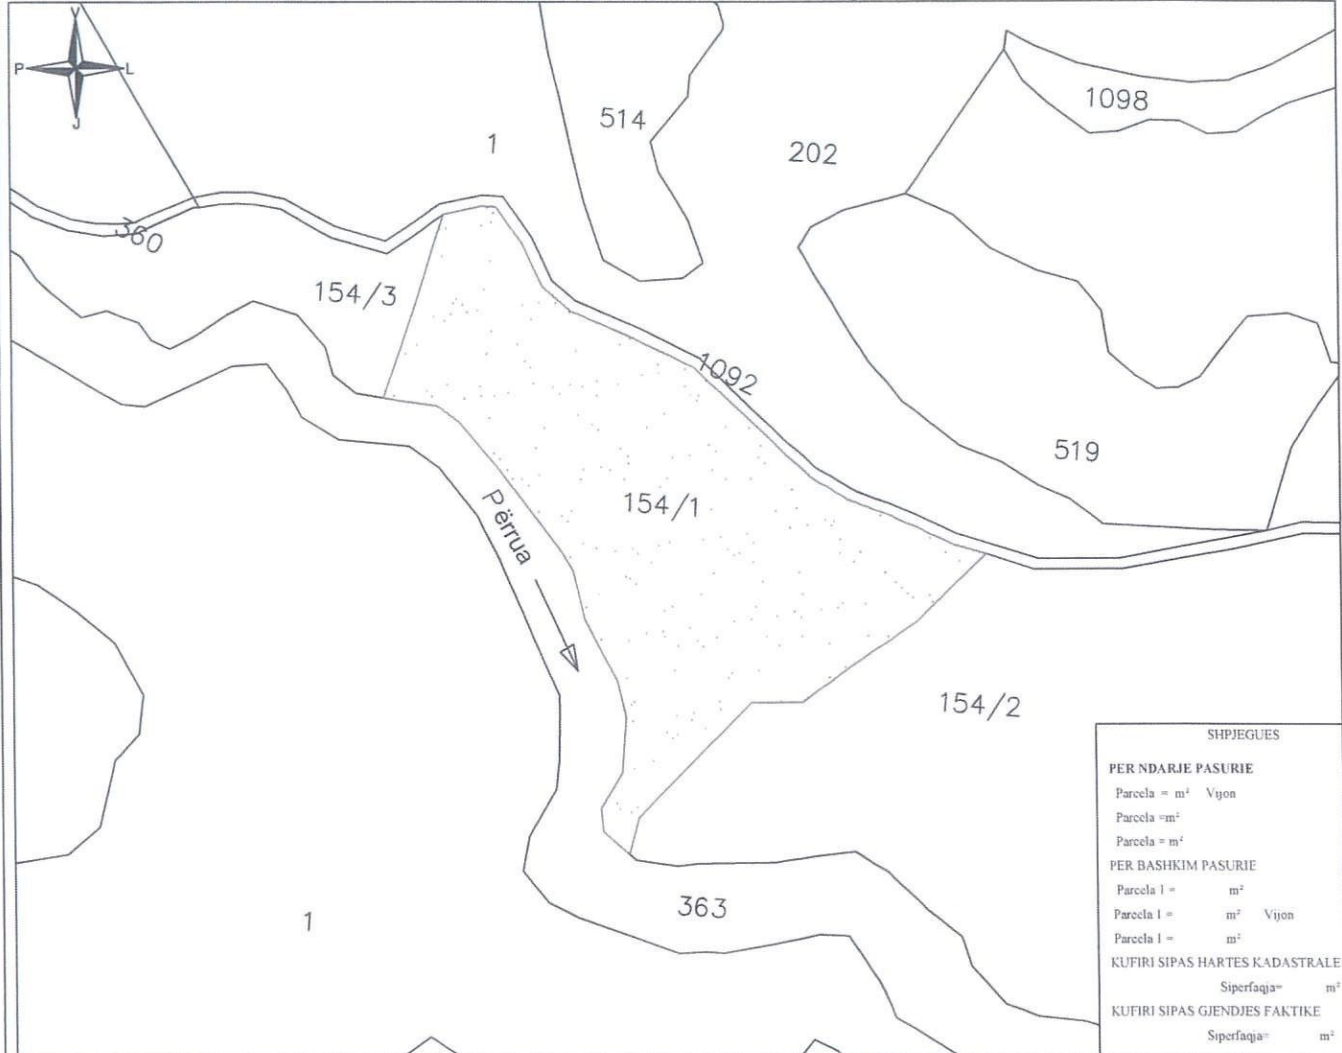 V
P L
J
514
1098
1
202
360
154/3
1092
519
154/1
Përrua
154/2
363
1
SHPJEGUES
PER NDARJE PASURIE
Parcela = m² Vijon
Parcela =m²
Parcela = m²
PER BASHKIM PASURIE
Parcela 1 = m²
Parcela 1 = m² Vijon
Parcela 1 = m²
KUFIRI SIPAS HARTES KADASTRALE
Siperfaqja= m²
KUFIRI SIPAS GJENDJES FAKTIKE
Siperfaqja= m²